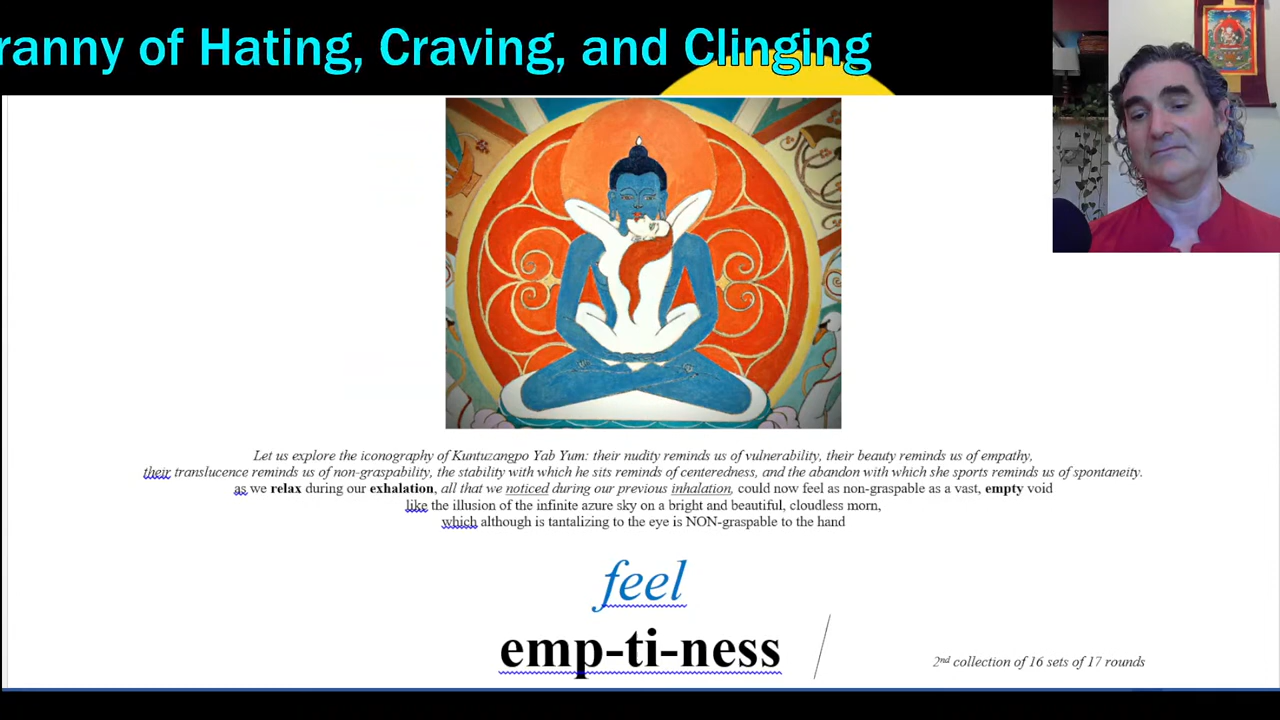 ranny of Hating, Craving, and Clinging
Let us explore the iconography of Kuntuzangpo Yab Yum: their nudity reminds us of vulnerability, their beauty reminds us of empathy,
their translucence reminds us of non-graspability, the stability with which he sits reminds of centeredness, and the abandon with which she sports reminds us of spontaneity.
as we relax during our exhalation, all that we noticed during our previous inhalation, could now feel as non-graspable as a vast, empty void
like the illusion of the infinite azure sky on a bright and beautiful, cloudless morn,
which although is tantalizing to the eye is NON-graspable to the hand
feel
emp-ti-ness
2nd collection of 16 sets of 17 rounds